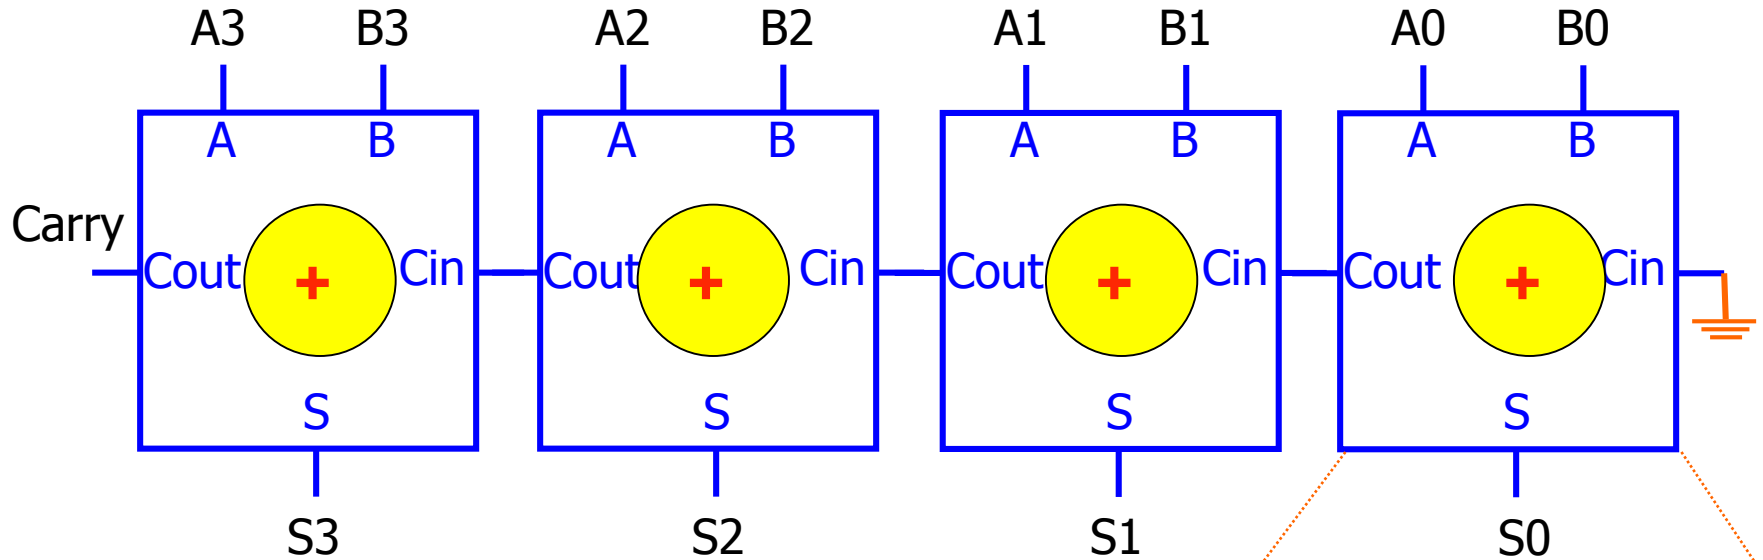 A3 B3 A2 B2 A1 B1 A0 B0
A B A B A B A B
Carry
Cout + Cin Cout + Cin Cout + Cin Cout + Cin
S S S S
S3 S2 S1 S0